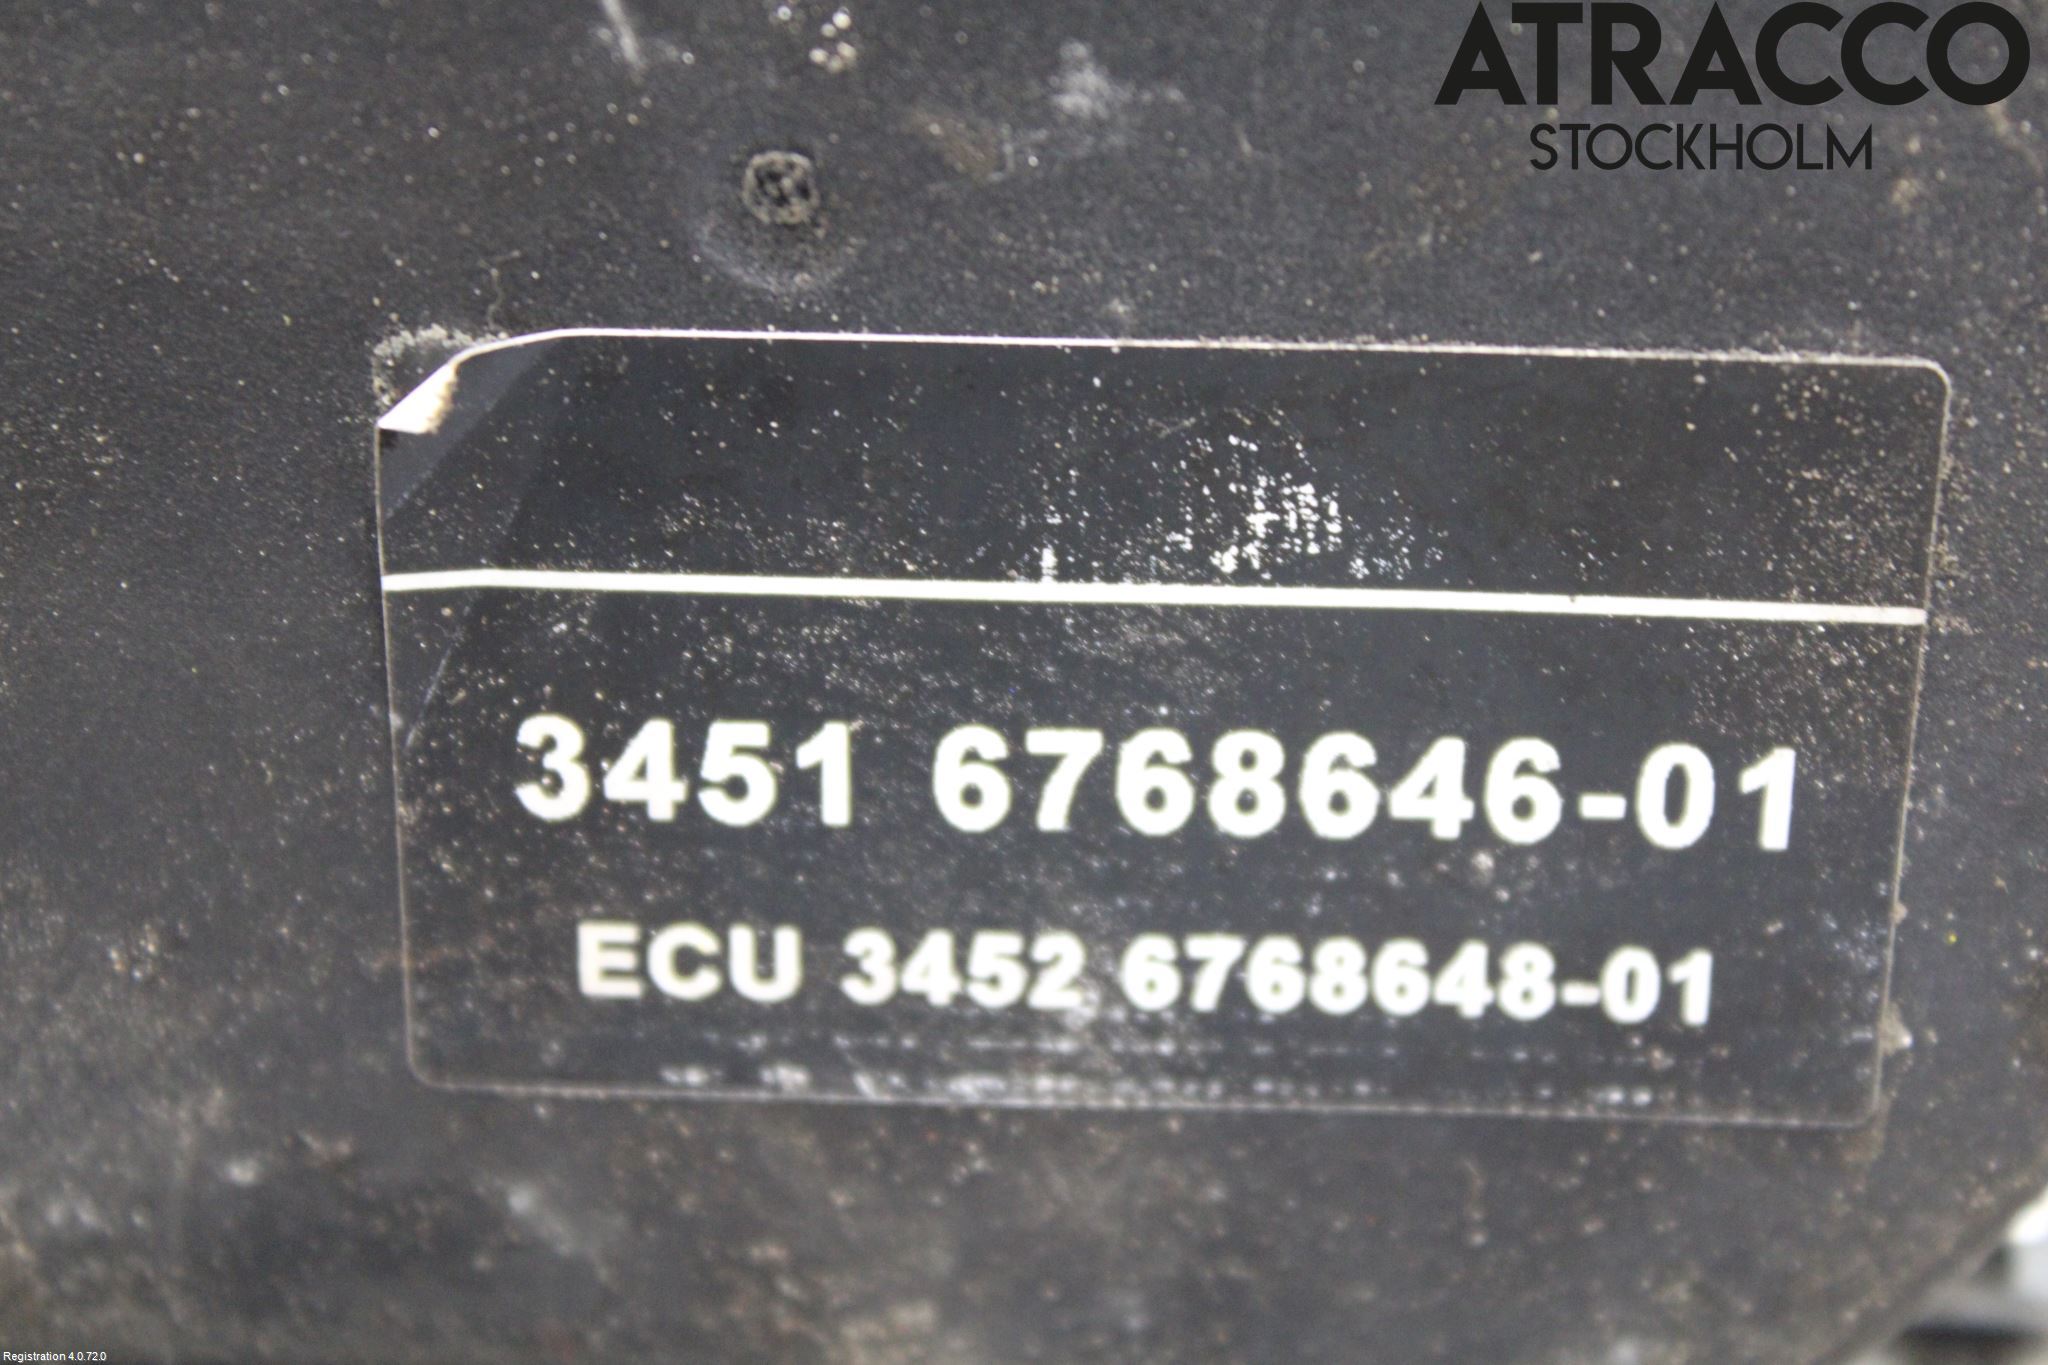 ATRACCO
STOCKHOLM
3451 6768646-01
ECU 3452 6768648-01
Registration 4.0.72.0